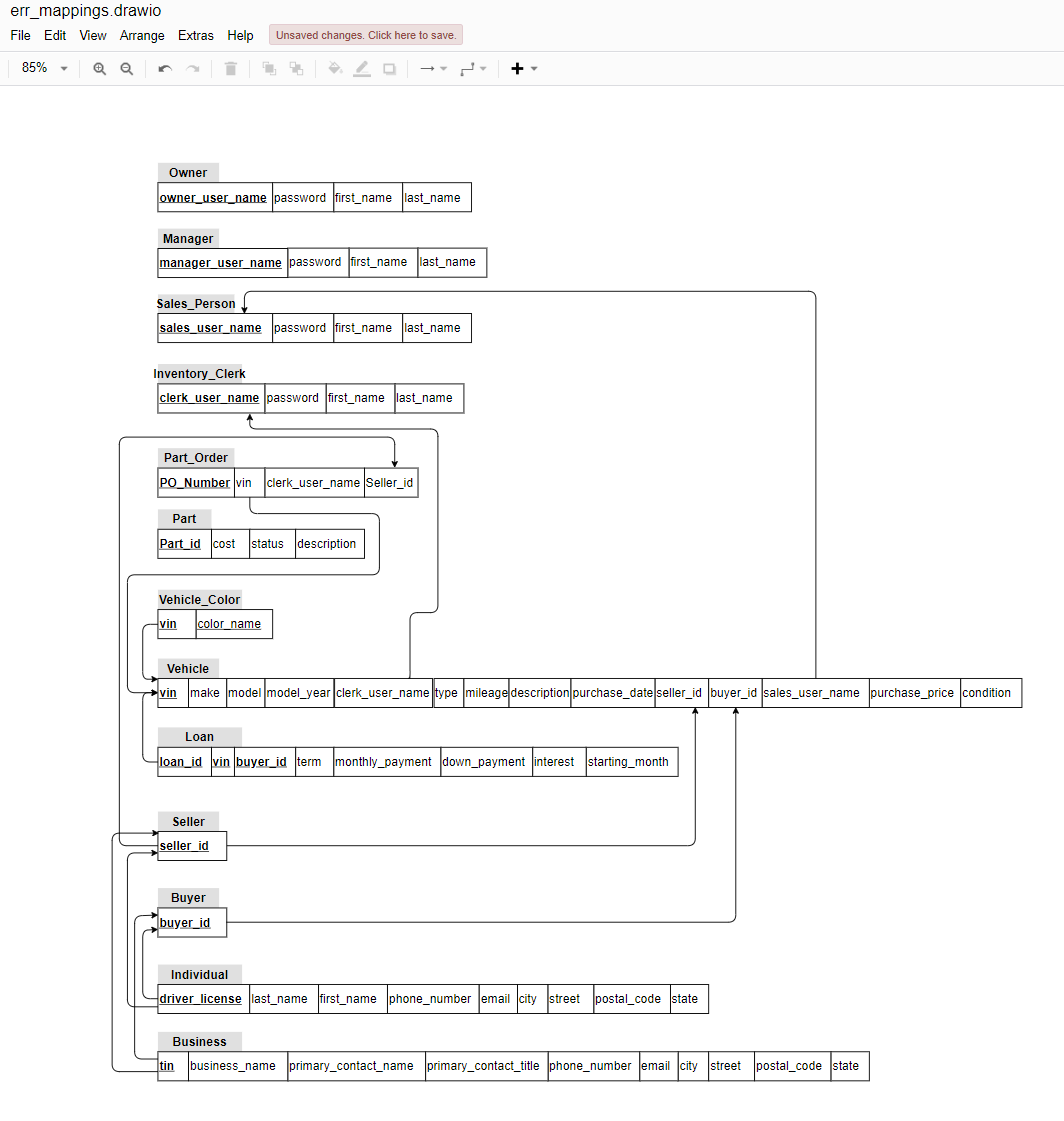 err_mappings.drawio
File Edit View Arrange Extras Help Unsaved changes. Click here to save.
85%
Owner
owner_user_name password first_name last_name
Manager
manager_user_name password first_name last_name
Sales_Person
sales_user_name password first_name last_name
Inventory_Clerk
clerk_user_name password first_name last_name
Part_Order
PO_Number vin clerk_user_name Seller_id
Part
Part_id cost status description
Vehicle_Color
vin color_name
Vehicle
vin make model model_year clerk_user_name type mileage description purchase_date seller_id buyer_id sales_user_name purchase_price condition
Loan
loan_id vin buyer_id term monthly_payment down_payment interest starting_month
Seller
seller_id
Buyer
buyer_id
Individual
driver_license last_name first_name phone_number email city street postal_code state
Business
tin business_name primary_contact_name primary_contact_title phone_number email city street postal_code state